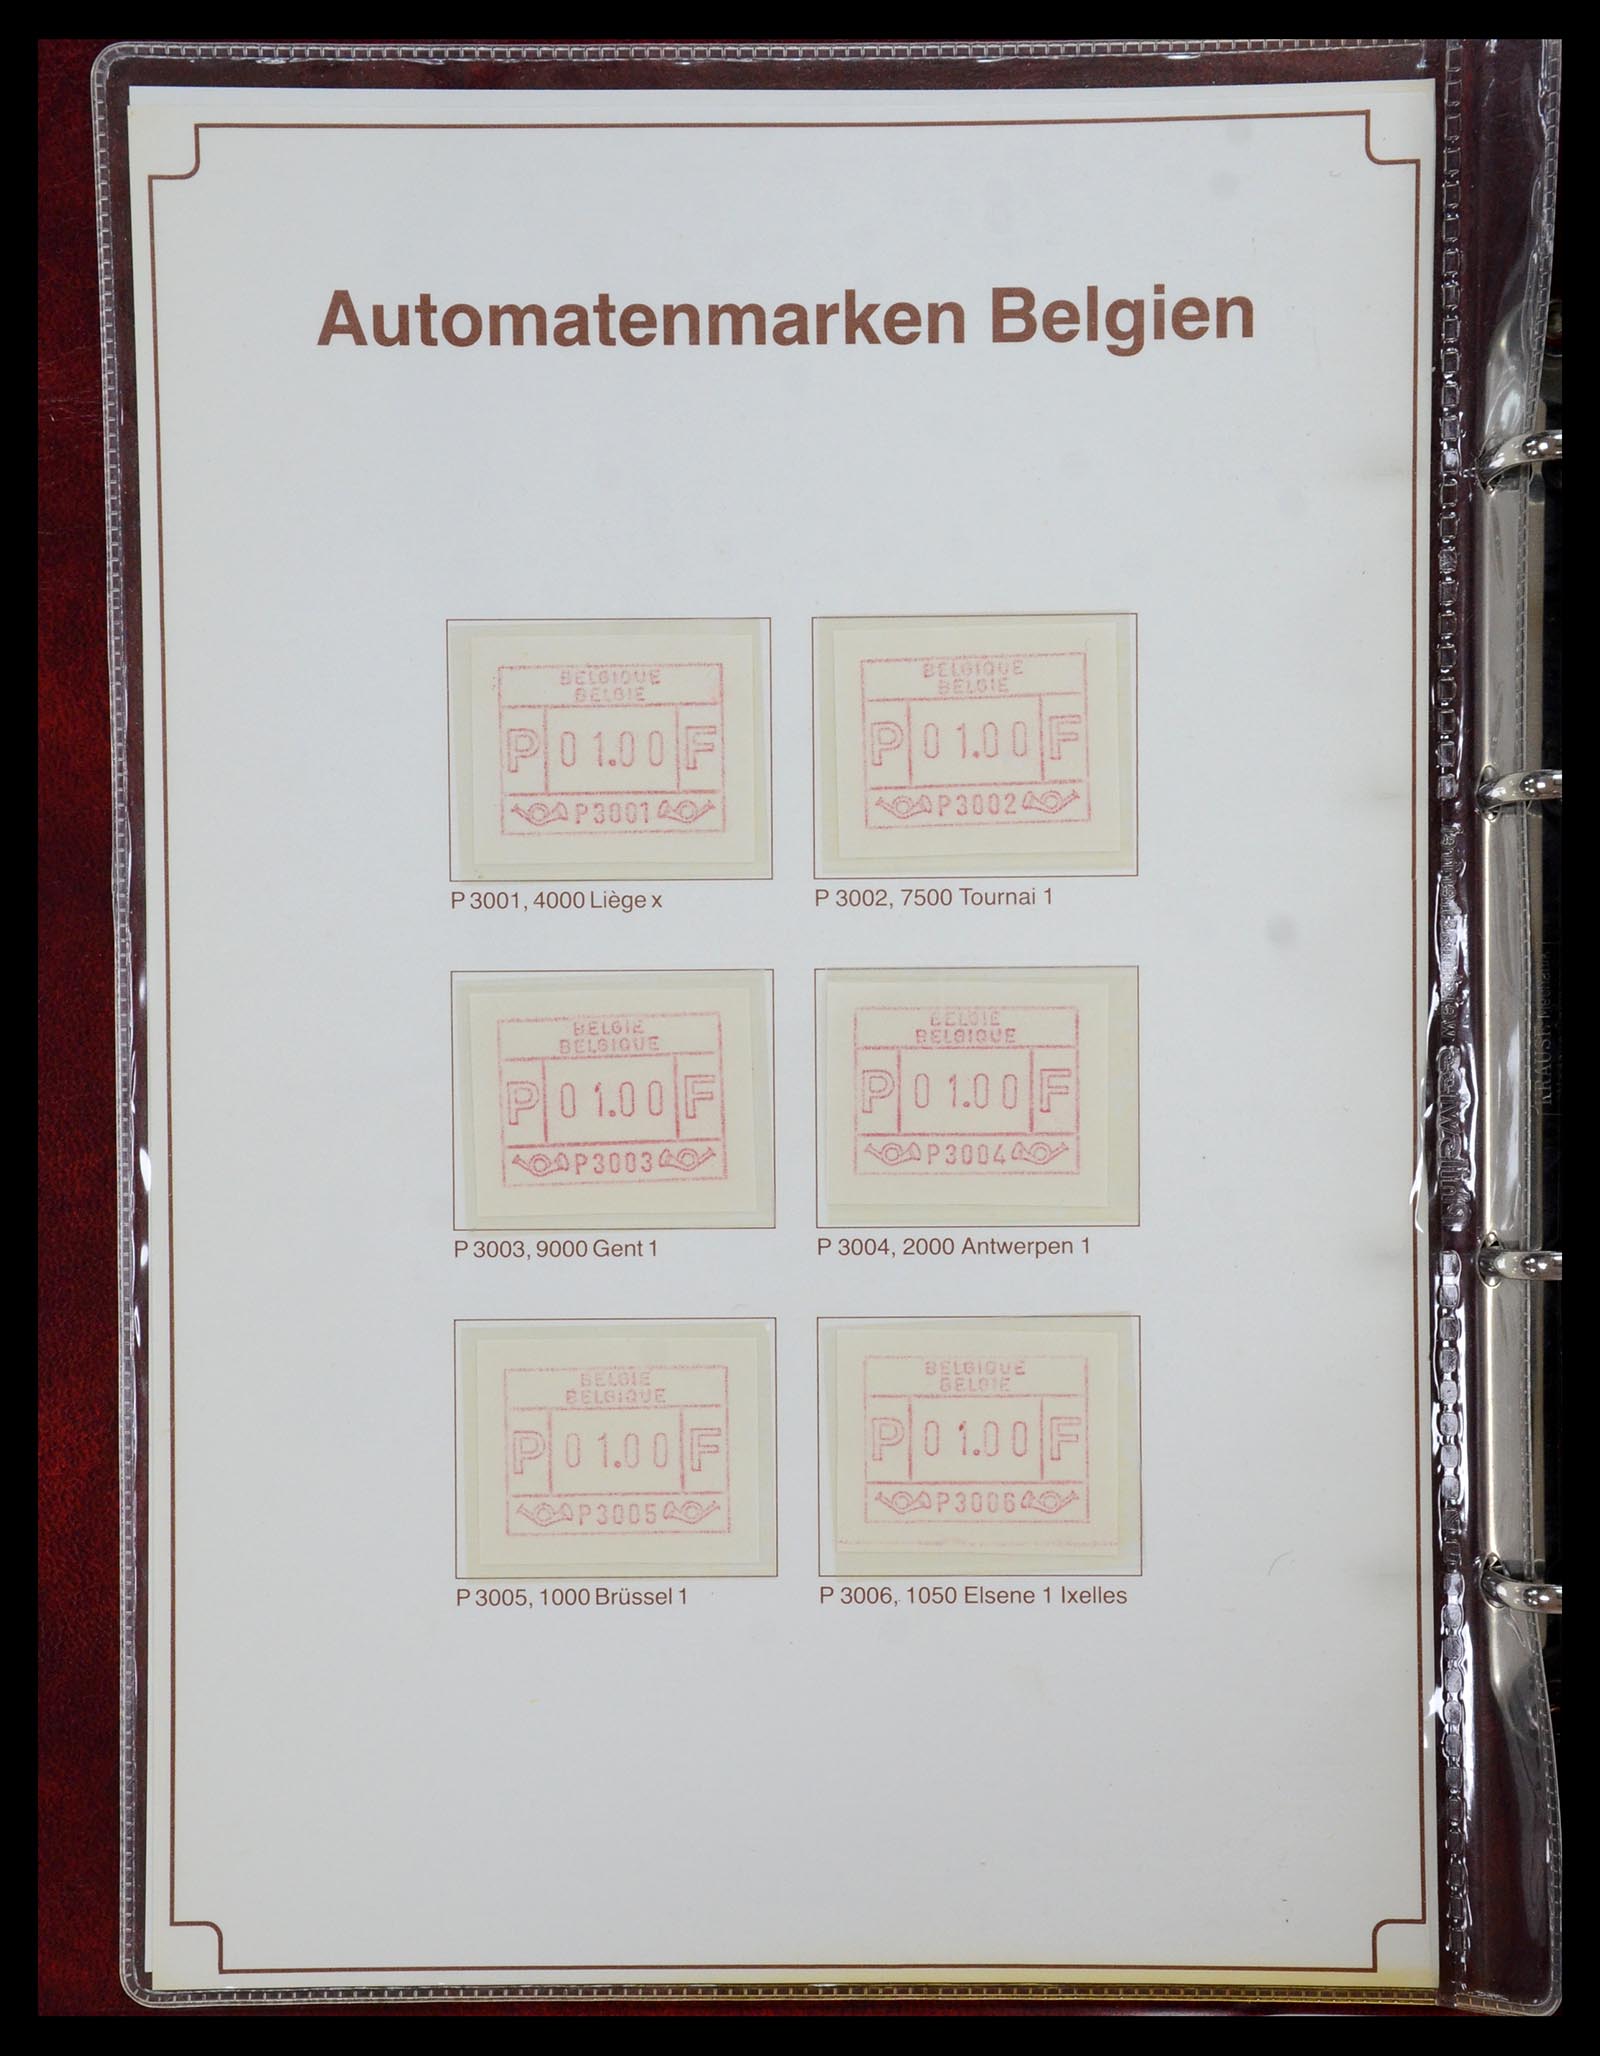 Automatenmarken Belgien
BELGIQUE
BELGIE
P 01.00 F
P3001
P 3001, 4000 Liège x
BELGIQUE
BELGIE
P 01.00 F
P3002
P 3002, 7500 Tournai 1
BELGIE
BELGIQUE
P 01.00 F
P3003
P 3003, 9000 Gent 1
BELGIE
BELGIQUE
P 01.00 F
P3004
P 3004, 2000 Antwerpen 1
BELGIE
BELGIQUE
P 01.00 F
P3005
P 3005, 1000 Brüssel 1
BELGIQUE
BELGIE
P 01.00 F
P3006
P 3006, 1050 Elsene 1 Ixelles